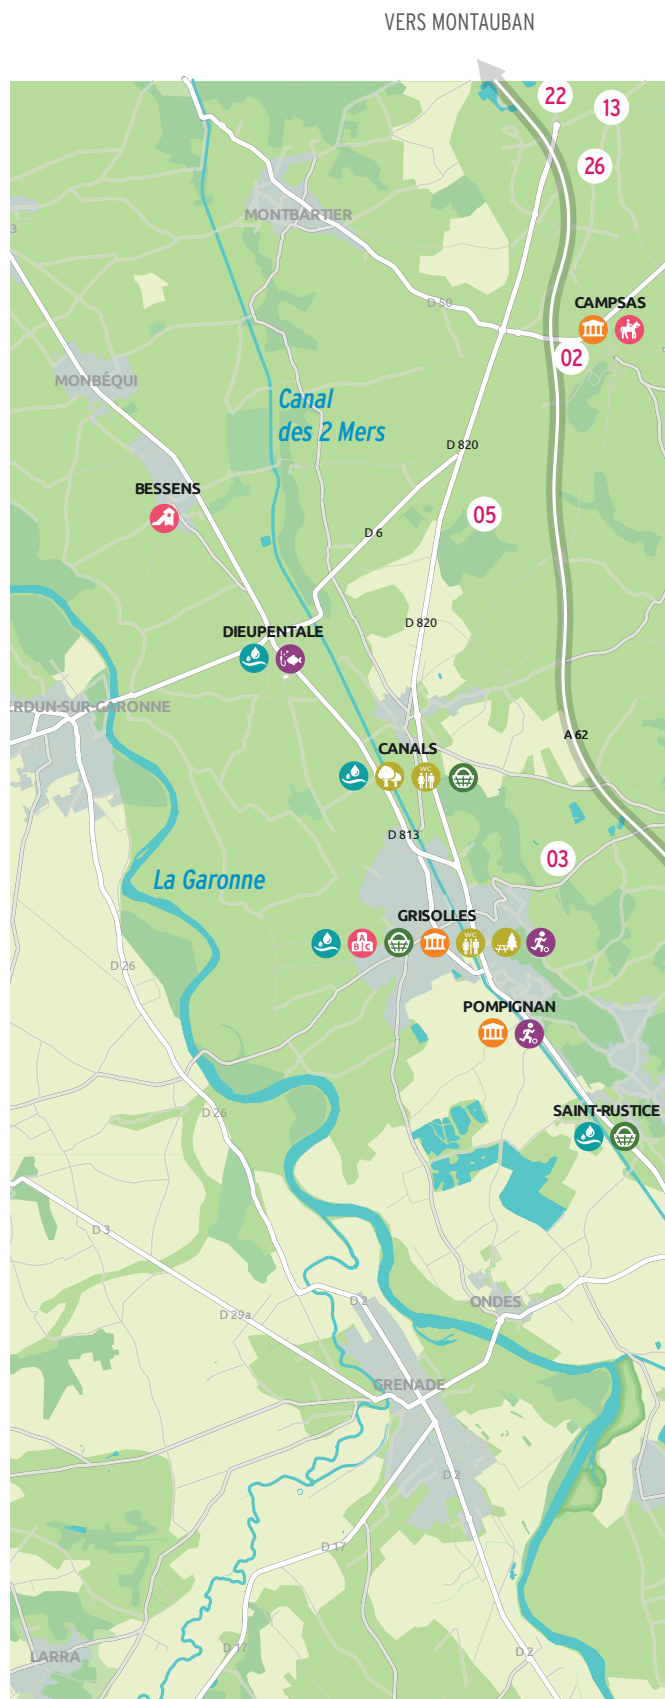 VERS MONTAUBAN
22
13
26
MONTBARTIER
3
D 50
CAMPSAS
02
MONBÉQUI
Canal
des 2 Mers
D 820
BESSENS
05
D 6
DIEUPENTALE
D 820
RDUN-SUR-GARONNE
A 62
CANALS
WC
D 813
03
La Garonne
GRISOLLES
A
B C
WC
D 26
POMPIGNAN
D 26
SAINT-RUSTICE
D 3
D 2
ONDES
D 29a
GRENADE
D 2
D 17
D 17
D 2
LARRA